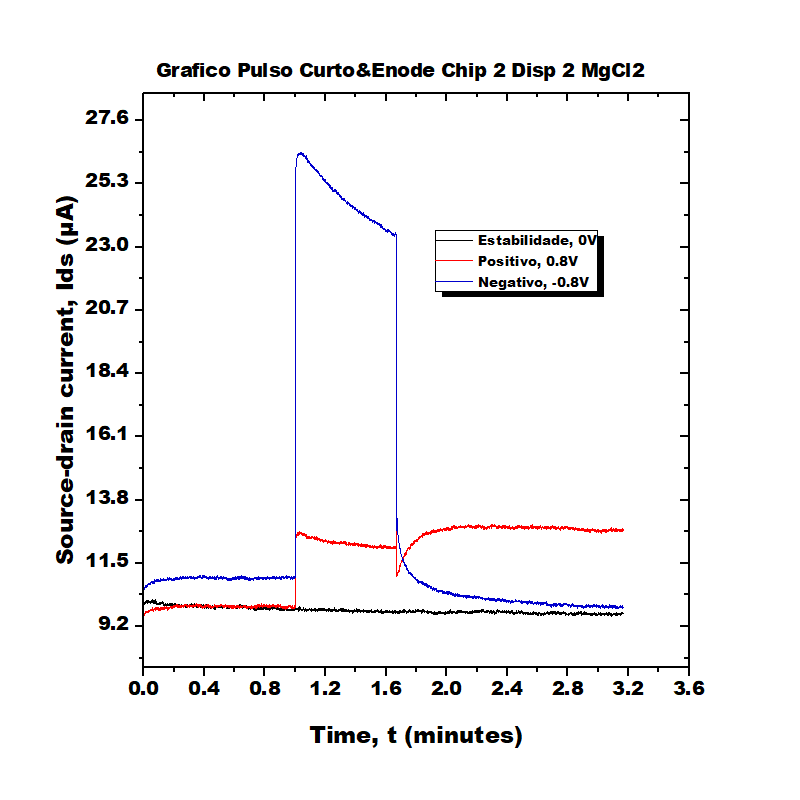 Grafico Pulso Curto&Enode Chip 2 Disp 2 MgCl2
27.6
25.3
23.0
20.7
18.4
16.1
13.8
11.5
9.2
Source-drain current, Ids (µA)
Estabilidade, 0V
Positivo, 0.8V
Negativo, -0.8V
0.0 0.4 0.8 1.2 1.6 2.0 2.4 2.8 3.2 3.6
Time, t (minutes)